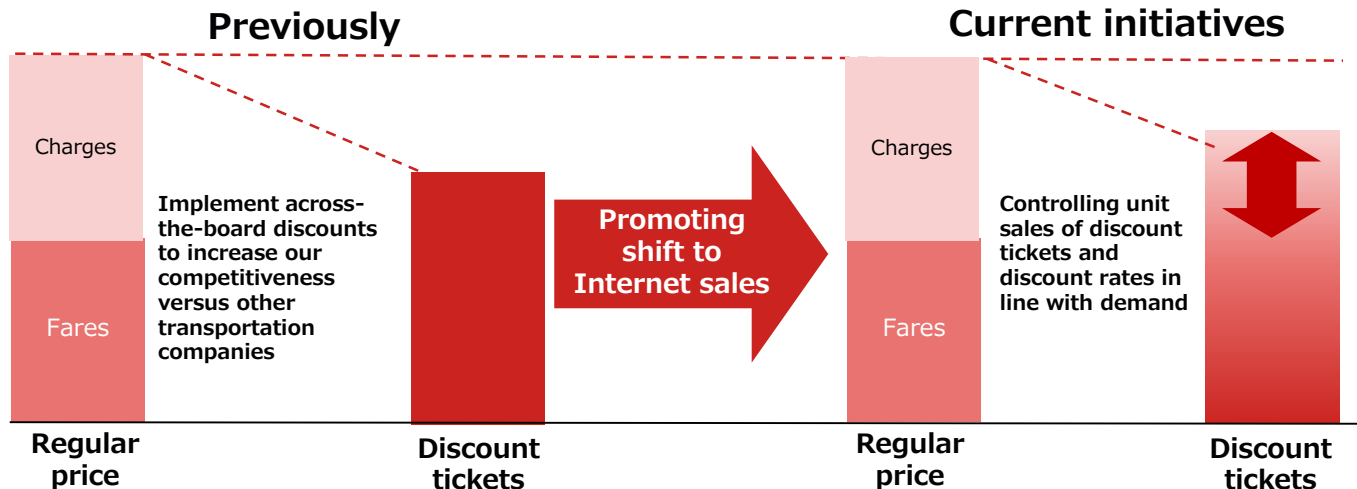 Previously
Charges
Fares
Implement across-
the-board discounts
to increase our
competitiveness
versus other
transportation
companies
Regular
price
Discount
tickets
Promoting
shift to
Internet sales
Current initiatives
Charges
Fares
Controlling unit
sales of discount
tickets and
discount rates in
line with demand
Regular
price
Discount
tickets